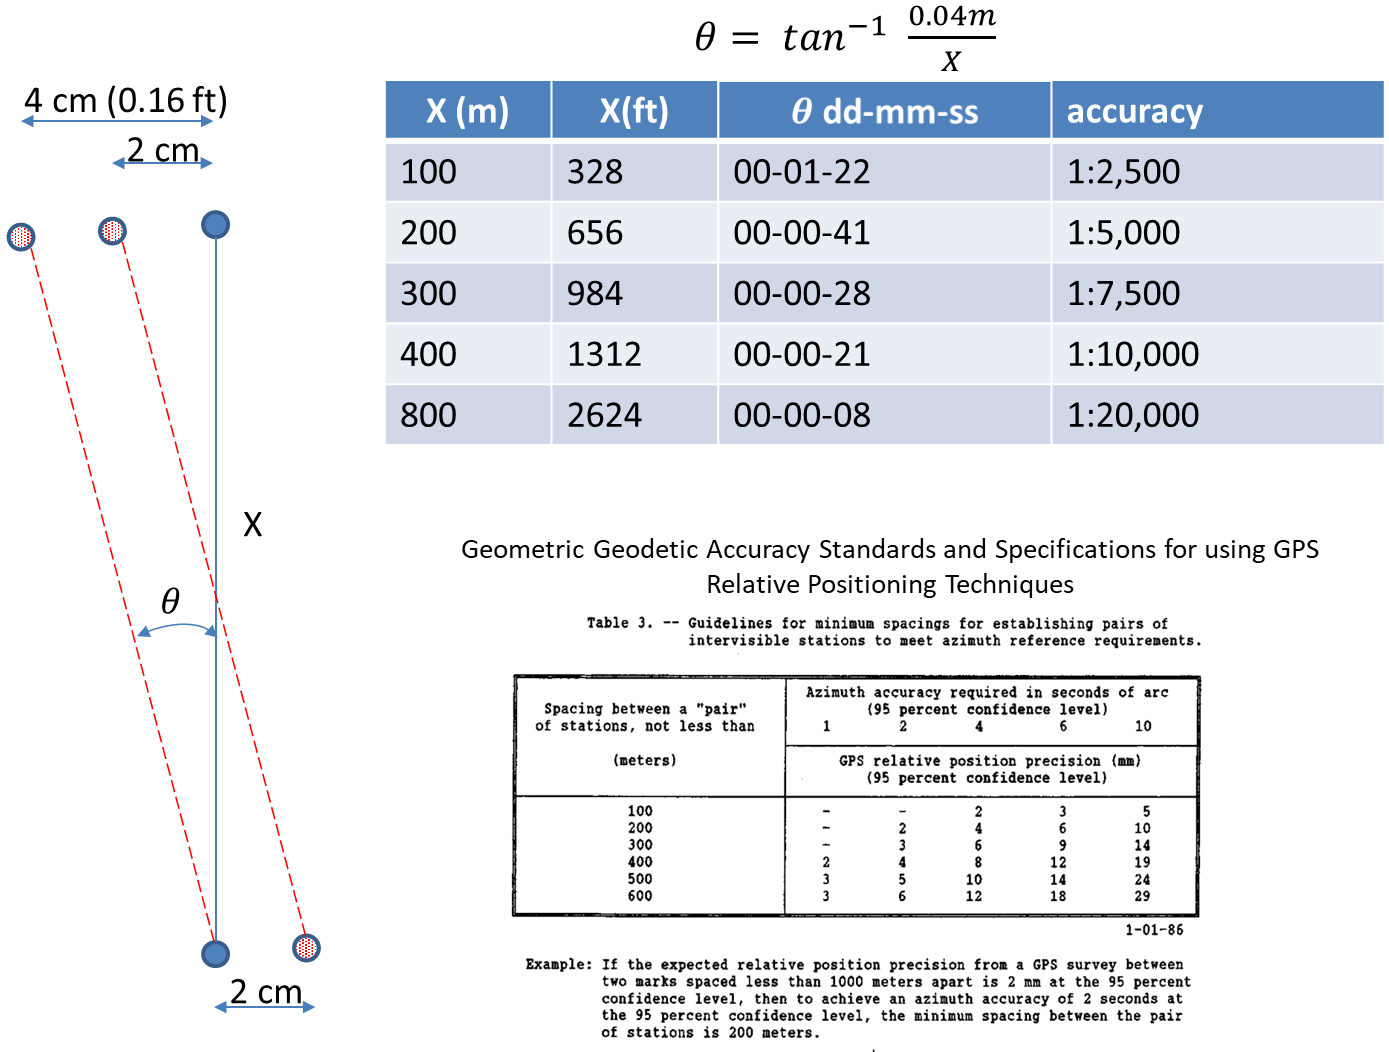 θ = tan⁻¹ 0.04m / X
4 cm (0.16 ft)
2 cm
X (m) X(ft) θ dd-mm-ss accuracy
100 328 00-01-22 1:2,500
200 656 00-00-41 1:5,000
300 984 00-00-28 1:7,500
400 1312 00-00-21 1:10,000
800 2624 00-00-08 1:20,000
X
θ
2 cm
Geometric Geodetic Accuracy Standards and Specifications for using GPS
Relative Positioning Techniques
Table 3. -- Guidelines for minimum spacings for establishing pairs of
intervisible stations to meet azimuth reference requirements.
Spacing between a "pair"
of stations, not less than
(meters)
Azimuth accuracy required in seconds of arc
(95 percent confidence level)
1 2 4 6 10
GPS relative position precision (mm)
(95 percent confidence level)
100 - - 2 3 5
200 - 2 4 6 10
300 - 3 6 9 14
400 2 4 8 12 19
500 3 5 10 14 24
600 3 6 12 18 29
1-01-86
Example: If the expected relative position precision from a GPS survey between
two marks spaced less than 1000 meters apart is 2 mm at the 95 percent
confidence level, then to achieve an azimuth accuracy of 2 seconds at
the 95 percent confidence level, the minimum spacing between the pair
of stations is 200 meters.